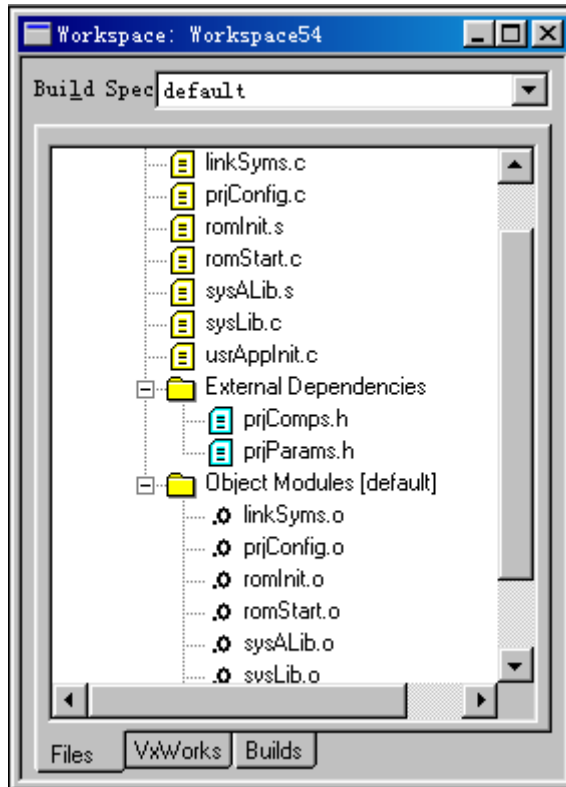 Workspace: Workspace54
Build Spec default
linkSyms.c
prjConfig.c
romInit.s
romStart.c
sysALib.s
sysLib.c
usrAppInit.c
External Dependencies
prjComps.h
prjParams.h
Object Modules [default]
.o linkSyms.o
.o prjConfig.o
.o romInit.o
.o romStart.o
.o sysALib.o
.o sysLib.o
Files VxWorks Builds